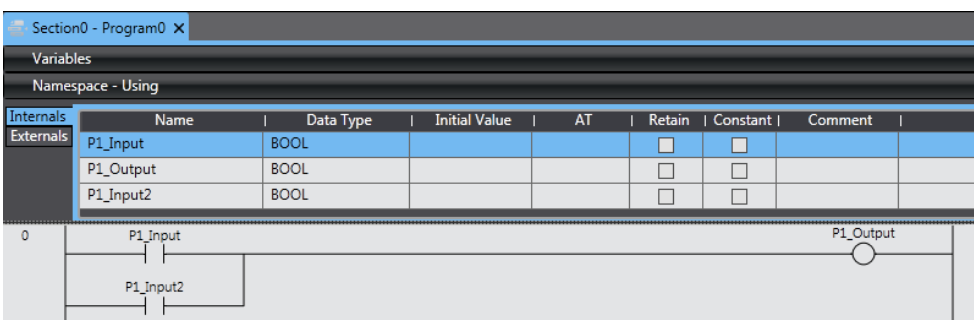 Section0 - Program0 X
Variables
Namespace - Using
Internals
Externals
Name Data Type Initial Value AT Retain Constant Comment
P1_Input BOOL
P1_Output BOOL
P1_Input2 BOOL
0 P1_Input P1_Output
P1_Input2